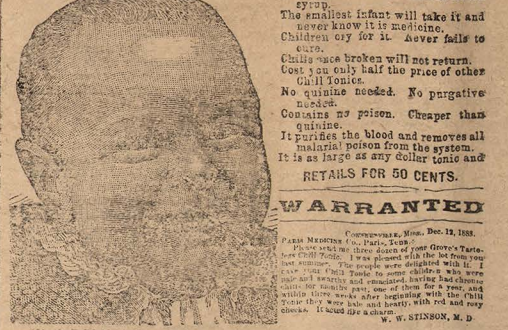 syrup.
The smallest infant will take it and
never know it is medicine.
Children cry for it. Never fails to
cure.
Chills once broken will not return.
Cost you only half the price of other
Chill Tonics.
No quinine needed. No purgative
needed.
Contains no poison. Cheaper than
quinine.
It purifies the blood and removes all
malarial poison from the system.
It is as large as any dollar tonic and
RETAILS FOR 50 CENTS.
WARRANTED
Miss., Dec. 12, 1888.
PARIS MEDICINE Co., Paris, Tenn.:
Please send me three dozen of your Grove's Taste-
less Chill Tonic. I was pleased with the lot from you
last summer. The people were delighted with it. I
gave your Chill Tonic to some children who were
pale and swarthy and emaciated, having had chronic
chills for months past, one of them for a year, and
within three weeks after beginning with the Chill
Tonic they were hale and hearty, with red and rosy
cheeks. It acted like a charm.
W. W. STINSON, M. D